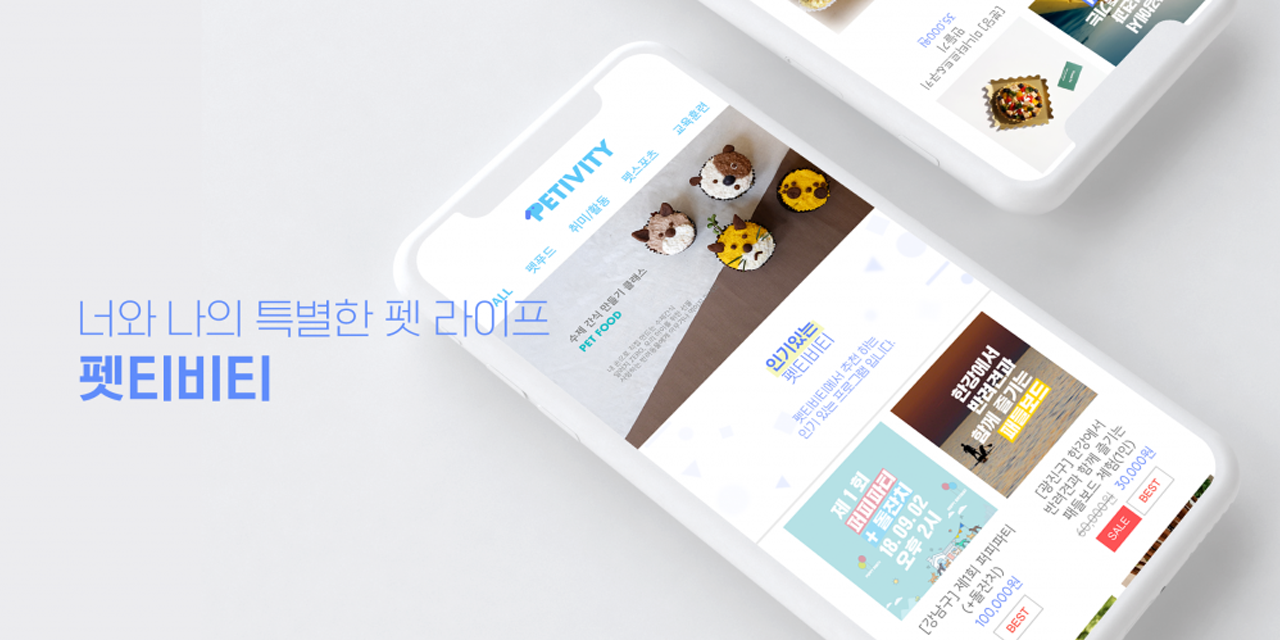 너와 나의 특별한 펫 라이프
펫티비티
PETIVITY
ALL
펫푸드
취미/활동
펫스포츠
교육훈련
수제 간식 만들기 클래스
PET FOOD
인기있는
펫티비티
펫티비티에서 추천 하는
인기 있는 프로그램 입니다.
제 1 회
퍼피파티
+ 돌잔치
18.09.02
오후 2시
[강남구] 제1회 퍼피파티
(+돌잔치)
100,000원
BEST
한강에서
반려견과
함께 즐기는
패들보드
[광진구] 한강에서
반려견과 함께 즐기는
패들보드 체험(1인)
60,000원 30,000원
SALE
BEST
35,000원